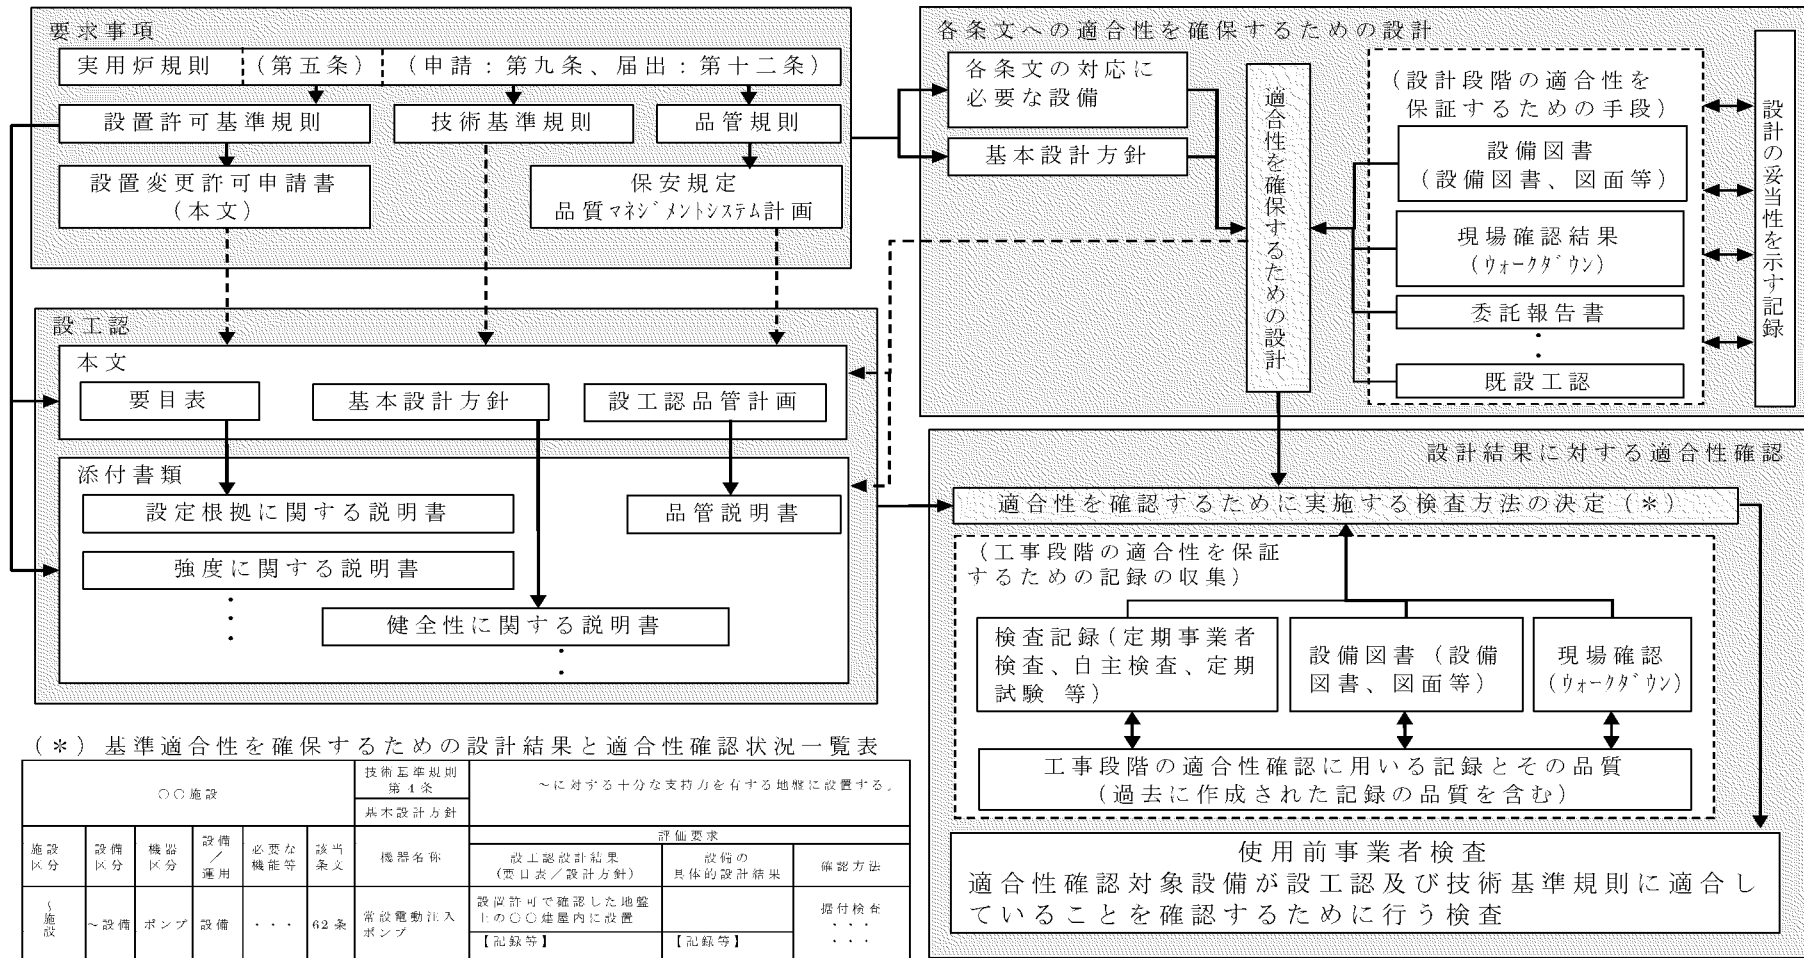 要求事項
実用炉規則 (第五条) (申請：第九条、届出：第十二条)
設置許可基準規則
技術基準規則
品管規則
設置変更許可申請書
(本文)
保安規定
品質マネジメントシステム計画
設工認
本文
要目表
基本設計方針
設工認品管計画
添付書類
設定根拠に関する説明書
品管説明書
強度に関する説明書
・
・
・
健全性に関する説明書
・
・
各条文への適合性を確保するための設計
各条文の対応に
必要な設備
基本設計方針
適合性を確保するための設計
(設計段階の適合性を
保証するための手段)
設備図書
(設備図書、図面等)
現場確認結果
(ウォークダウン)
委託報告書
・
・
既設工認
設計の妥当性を示す記録
設計結果に対する適合性確認
適合性を確認するために実施する検査方法の決定 (＊)
(工事段階の適合性を保証
するための記録の収集)
検査記録(定期事業者
検査、自主検査、定期
試験 等)
設備図書 (設備
図書、図面等)
現場確認
(ウォークダウン)
工事段階の適合性確認に用いる記録とその品質
(過去に作成された記録の品質を含む)
使用前事業者検査
適合性確認対象設備が設工認及び技術基準規則に適合し
ていることを確認するために行う検査
(＊) 基準適合性を確保するための設計結果と適合性確認状況一覧表
○○施設
技術基準規則
第4条
基本設計方針
～に対する十分な支持力を有する地盤に設置する。
施設
区分
設備
区分
機器
区分
設備
／
運用
必要な
機能等
該当
条文
機器名称
評価要求
設工認設計結果
(要目表／設計方針)
設備の
具体的設計結果
確認方法
～施設
～設備
ポンプ
設備
・・・
62条
常設電動注入
ポンプ
設置許可で確認した地盤
上の○○建屋内に設置
【記録等】
【記録等】
据付検査
・・・
・・・